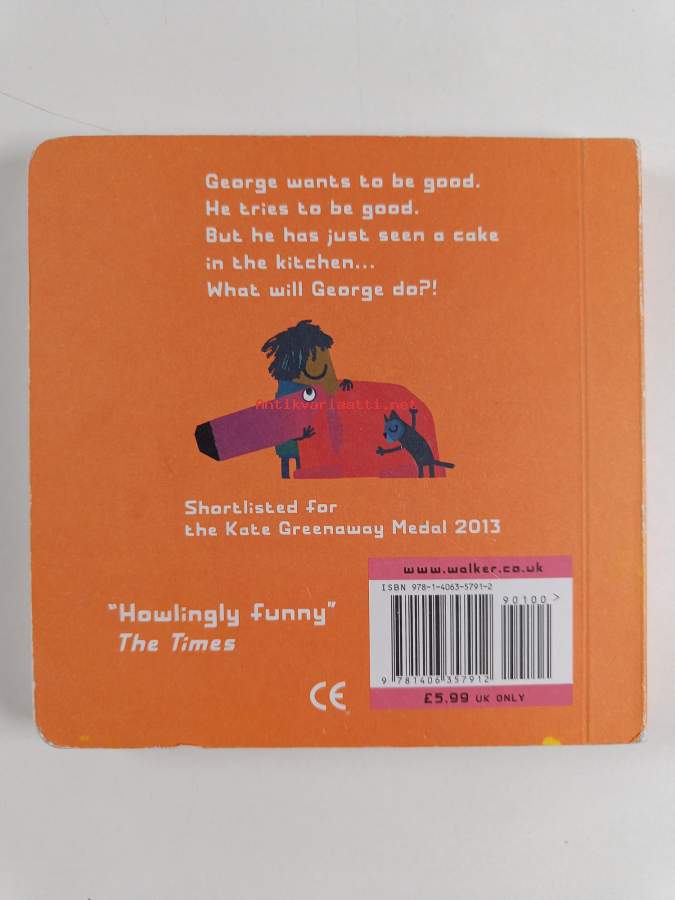 George wants to be good.
He tries to be good.
But he has just seen a cake
in the kitchen...
What will George do?!
Antikvariaatti.net
Shortlisted for
the Kate Greenaway Medal 2013
"Howlingly funny"
The Times
CE
www.walker.co.uk
ISBN 978-1-4063-5791-2
90100 >
9 781406 357912
£5.99 UK ONLY